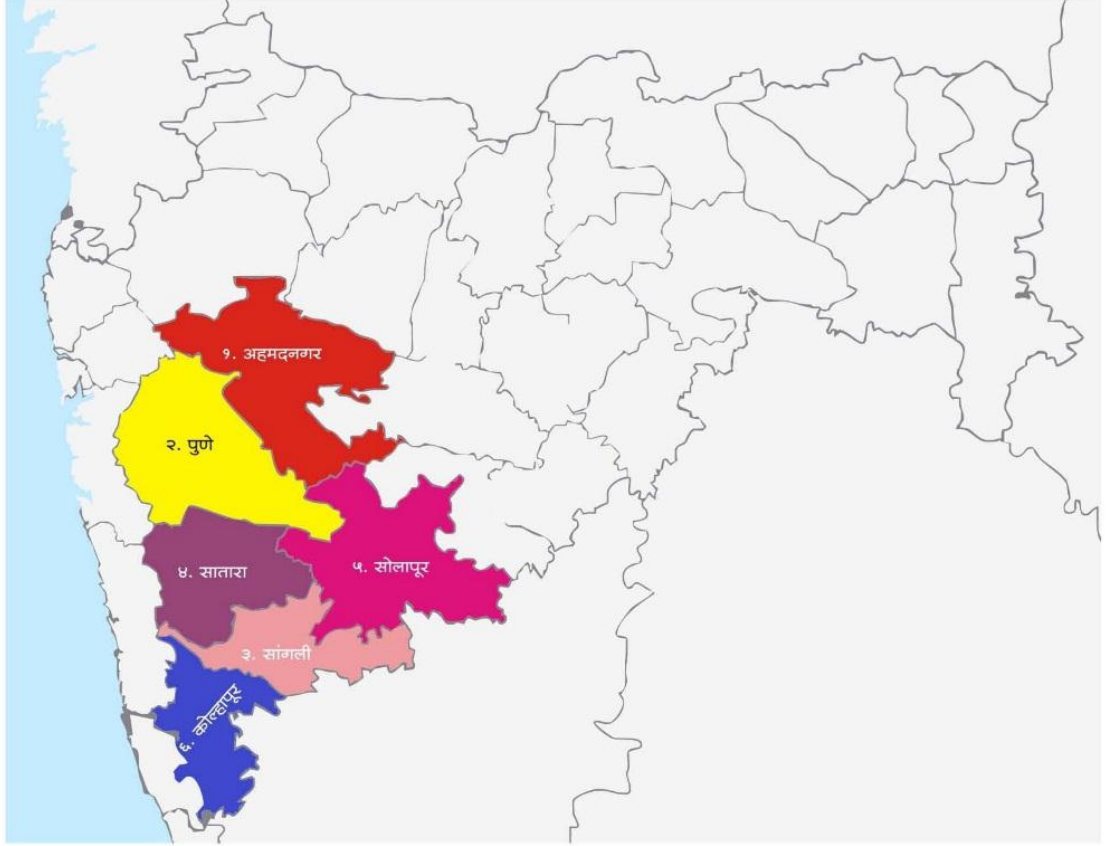 १. अहमदनगर
२. पुणे
४. सातारा
५. सोलापूर
३. सांगली
६. कोल्हापूर